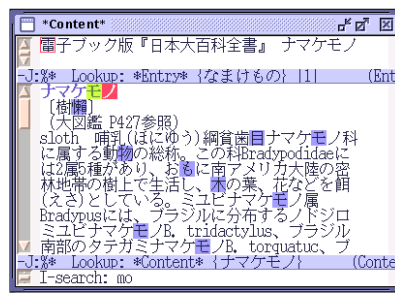 *Content*
電子ブック版『日本大百科全書』 ナマケモノ
-J:%*  Lookup: *Entry* {なまけもの} |1|     (Ent
ナマケモノ
［樹懶］
（大図鑑 P427参照）
sloth　哺乳(ほにゆう)綱貧歯目ナマケモノ科
に属する動物の総称。この科Bradypodidaeに
は2属5種があり、おもに南アメリカ大陸の密
林地帯の樹上で生活し、木の葉、花などを餌
(えさ)としている。ミユビナマケモノ属
Bradypusには、ブラジルに分布するノドジロ
ミユビナマケモノB. tridactylus、ブラジル
南部のタテガミナマケモノB. torquatuc、ブ
-J:%*  Lookup: *Content* {ナマケモノ}     (Conte
I-search: mo